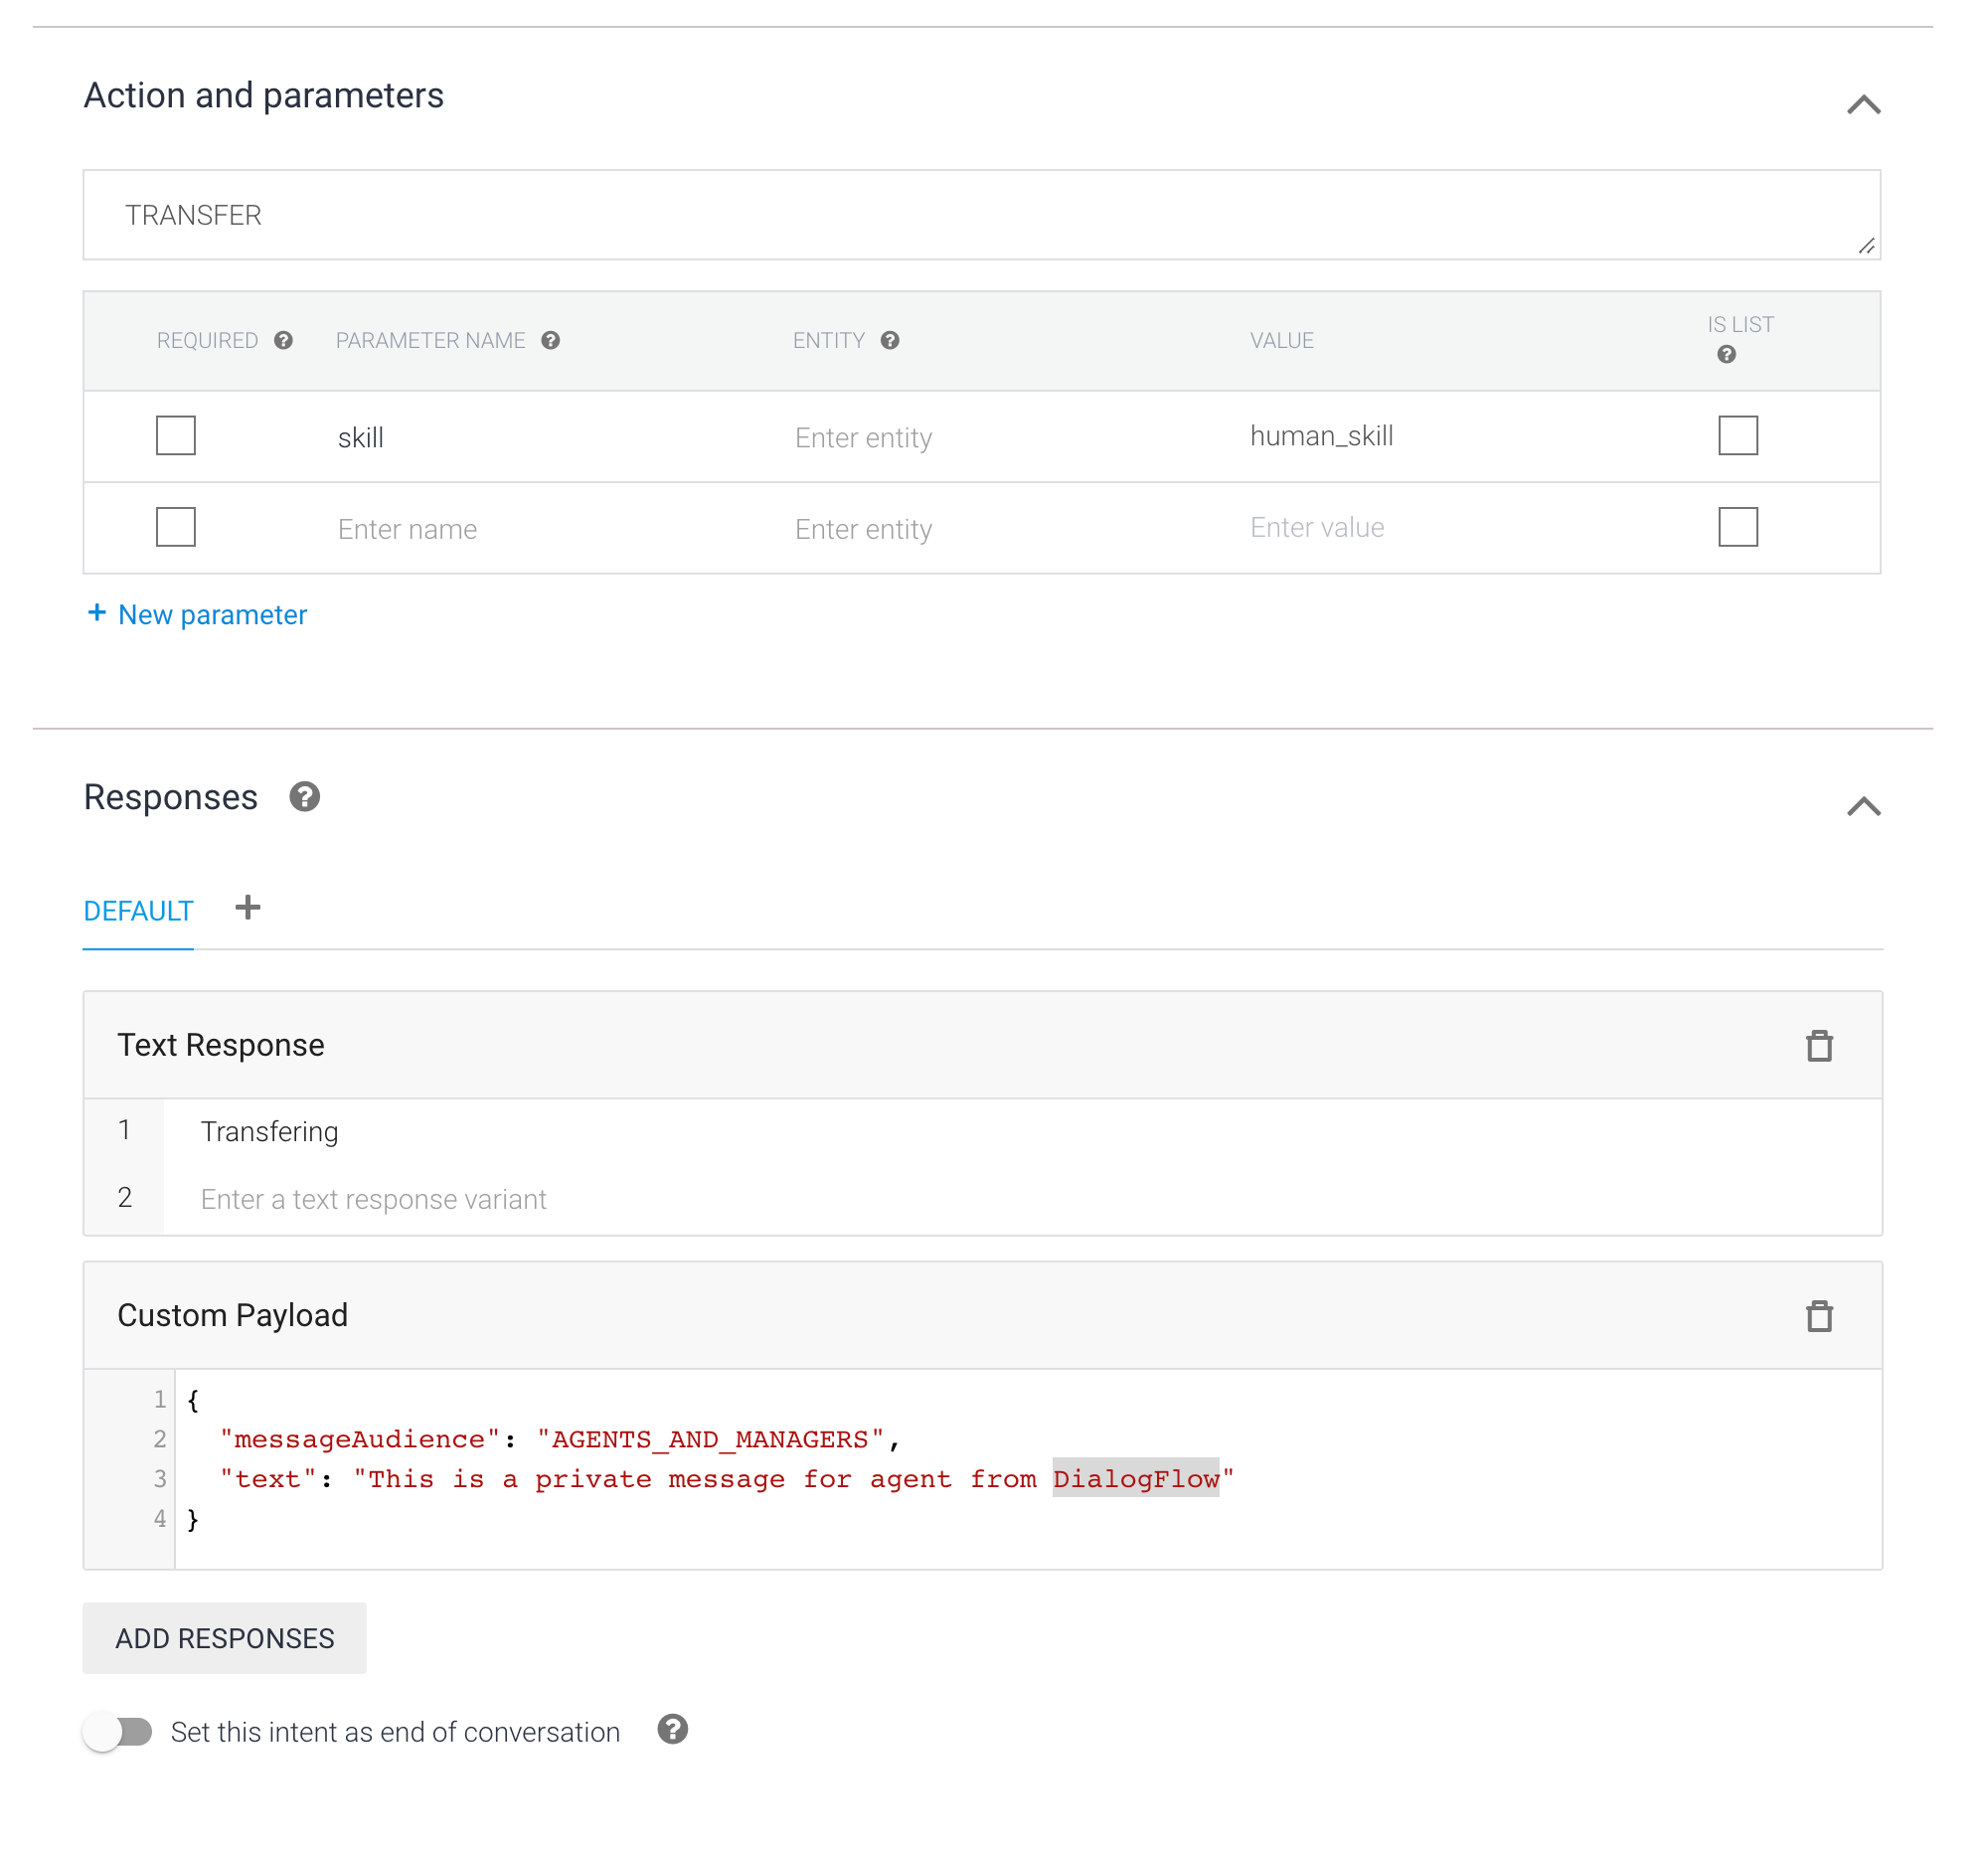 Action and parameters
TRANSFER
REQUIRED ? PARAMETER NAME ? ENTITY ? VALUE IS LIST ?
skill Enter entity human_skill
Enter name Enter entity Enter value
+ New parameter
Responses ?
DEFAULT +
Text Response
1 Transfering
2 Enter a text response variant
Custom Payload
1 {
2 "messageAudience": "AGENTS_AND_MANAGERS",
3 "text": "This is a private message for agent from DialogFlow"
4 }
ADD RESPONSES
Set this intent as end of conversation ?